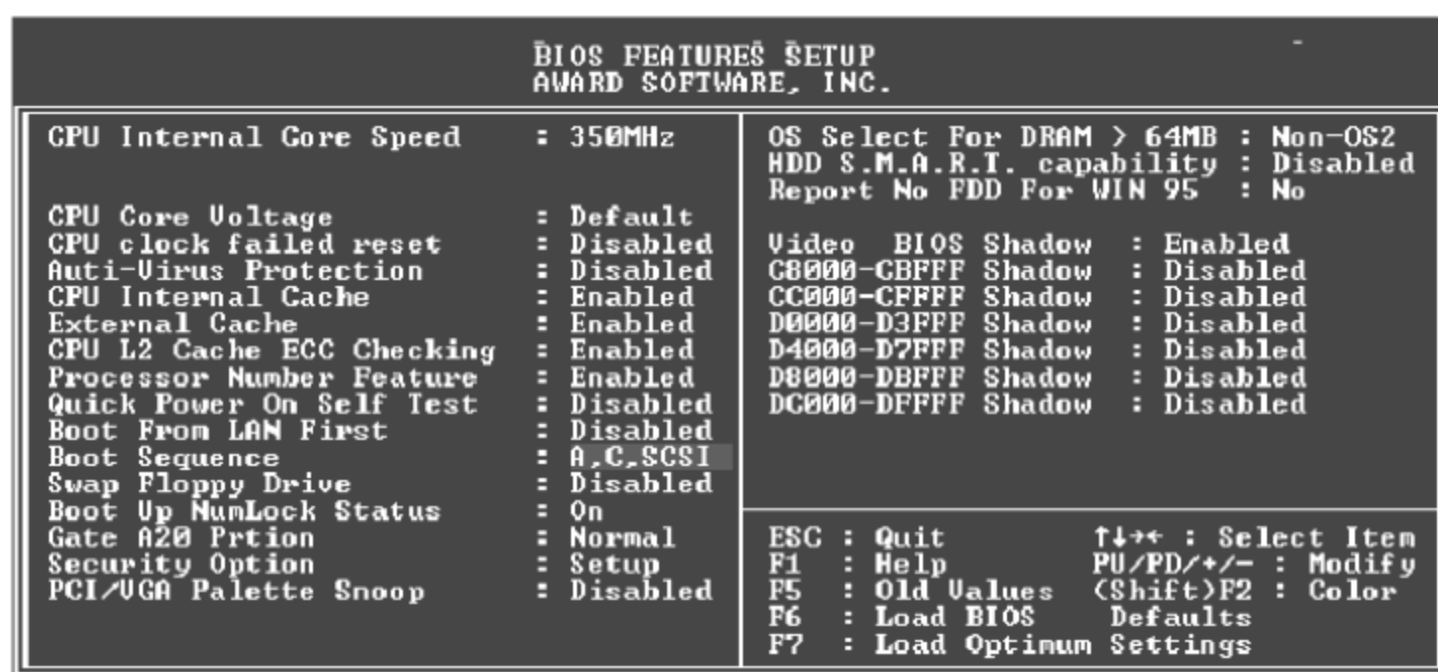 BIOS FEATURES SETUP
AWARD SOFTWARE, INC.
CPU Internal Core Speed : 350MHz
CPU Core Voltage : Default
CPU clock failed reset : Disabled
Auti-Virus Protection : Disabled
CPU Internal Cache : Enabled
External Cache : Enabled
CPU L2 Cache ECC Checking : Enabled
Processor Number Feature : Enabled
Quick Power On Self Test : Disabled
Boot From LAN First : Disabled
Boot Sequence : A,C,SCSI
Swap Floppy Drive : Disabled
Boot Up NumLock Status : On
Gate A20 Prtion : Normal
Security Option : Setup
PCI/VGA Palette Snoop : Disabled
OS Select For DRAM > 64MB : Non-OS2
HDD S.M.A.R.T. capability : Disabled
Report No FDD For WIN 95 : No
Video BIOS Shadow : Enabled
C8000-CBFFF Shadow : Disabled
CC000-CFFFF Shadow : Disabled
D0000-D3FFF Shadow : Disabled
D4000-D7FFF Shadow : Disabled
D8000-DBFFF Shadow : Disabled
DC000-DFFFF Shadow : Disabled
ESC : Quit ↑↓→← : Select Item
F1 : Help PU/PD/+/- : Modify
F5 : Old Values (Shift)F2 : Color
F6 : Load BIOS Defaults
F7 : Load Optimum Settings